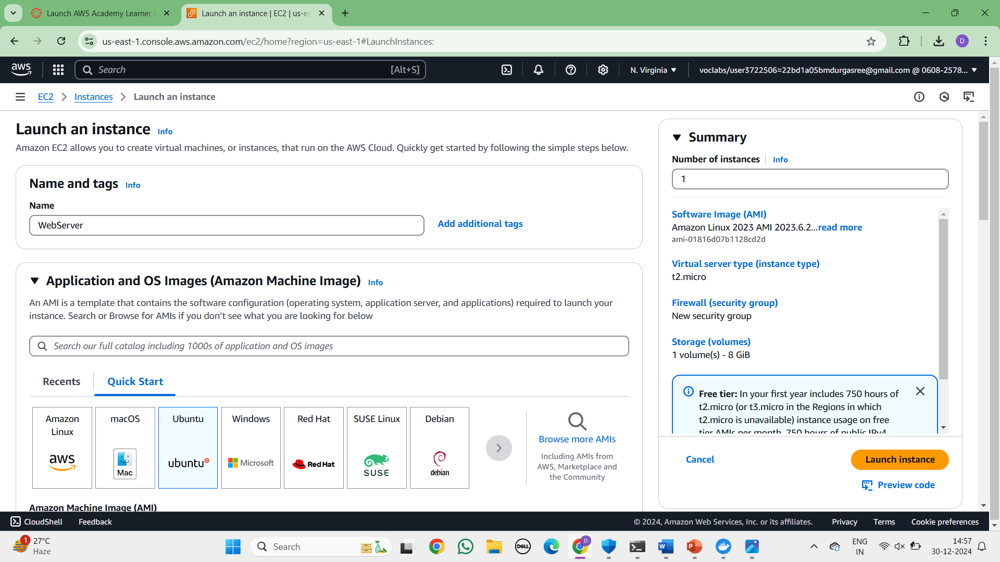 Launch AWS Academy Learner L
Launch an instance | EC2 | us-ea
us-east-1.console.aws.amazon.com/ec2/home?region=us-east-1#LaunchInstances:
D
aws
Search
[Alt+S]
N. Virginia
voclabs/user3722506=22bd1a05bmdurgasree@gmail.com @ 0608-2578...
EC2
Instances
Launch an instance
Launch an instance Info
Amazon EC2 allows you to create virtual machines, or instances, that run on the AWS Cloud. Quickly get started by following the simple steps below.
Name and tags Info
Name
WebServer
Add additional tags
Application and OS Images (Amazon Machine Image) Info
An AMI is a template that contains the software configuration (operating system, application server, and applications) required to launch your
instance. Search or Browse for AMIs if you don't see what you are looking for below
Search our full catalog including 1000s of application and OS images
Recents
Quick Start
Amazon
Linux
aws
macOS
Mac
Ubuntu
ubuntu
Windows
Microsoft
Red Hat
Red Hat
SUSE Linux
SUSE
Debian
debian
Browse more AMIs
Including AMIs from
AWS, Marketplace and
the Community
Amazon Machine Image (AMI)
Summary
Number of instances
Info
1
Software Image (AMI)
Amazon Linux 2023 AMI 2023.6.2...read more
ami-01816d07b1128cd2d
Virtual server type (instance type)
t2.micro
Firewall (security group)
New security group
Storage (volumes)
1 volume(s) - 8 GiB
Free tier: In your first year includes 750 hours of
t2.micro (or t3.micro in the Regions in which
t2.micro is unavailable) instance usage on free
tier AMIs per month, 750 hours of public IPv4
Cancel
Launch instance
Preview code
CloudShell
Feedback
© 2024, Amazon Web Services, Inc. or its affiliates.
Privacy
Terms
Cookie preferences
1
27°C
Haze
Search
DELL
D
W
P
ENG
IN
14:57
30-12-2024